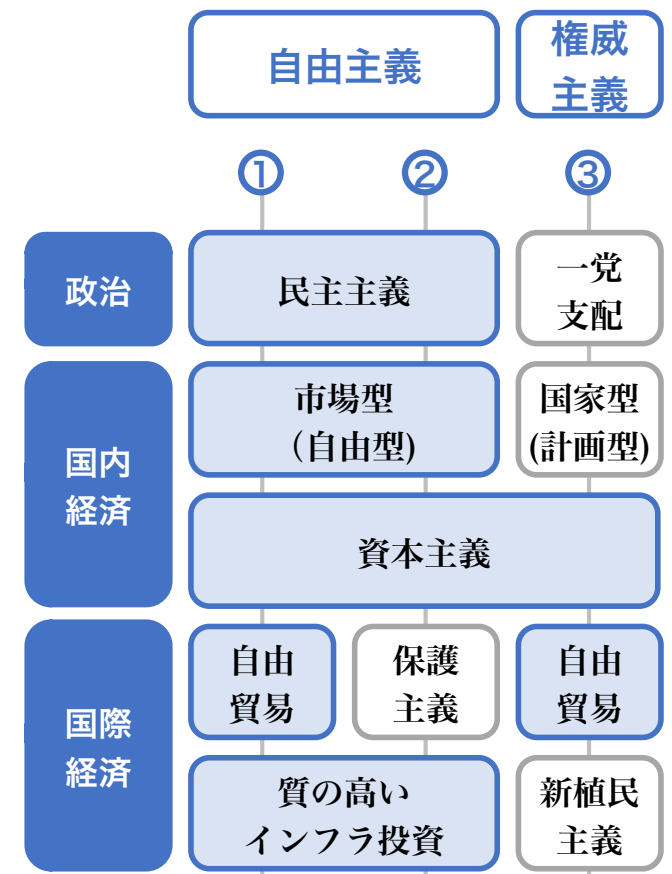 自由主義
権威
主義
①
②
③
政治
民主主義
一党
支配
国内
経済
市場型
（自由型)
国家型
(計画型)
資本主義
国際
経済
自由
貿易
保護
主義
自由
貿易
質の高い
インフラ投資
新植民
主義